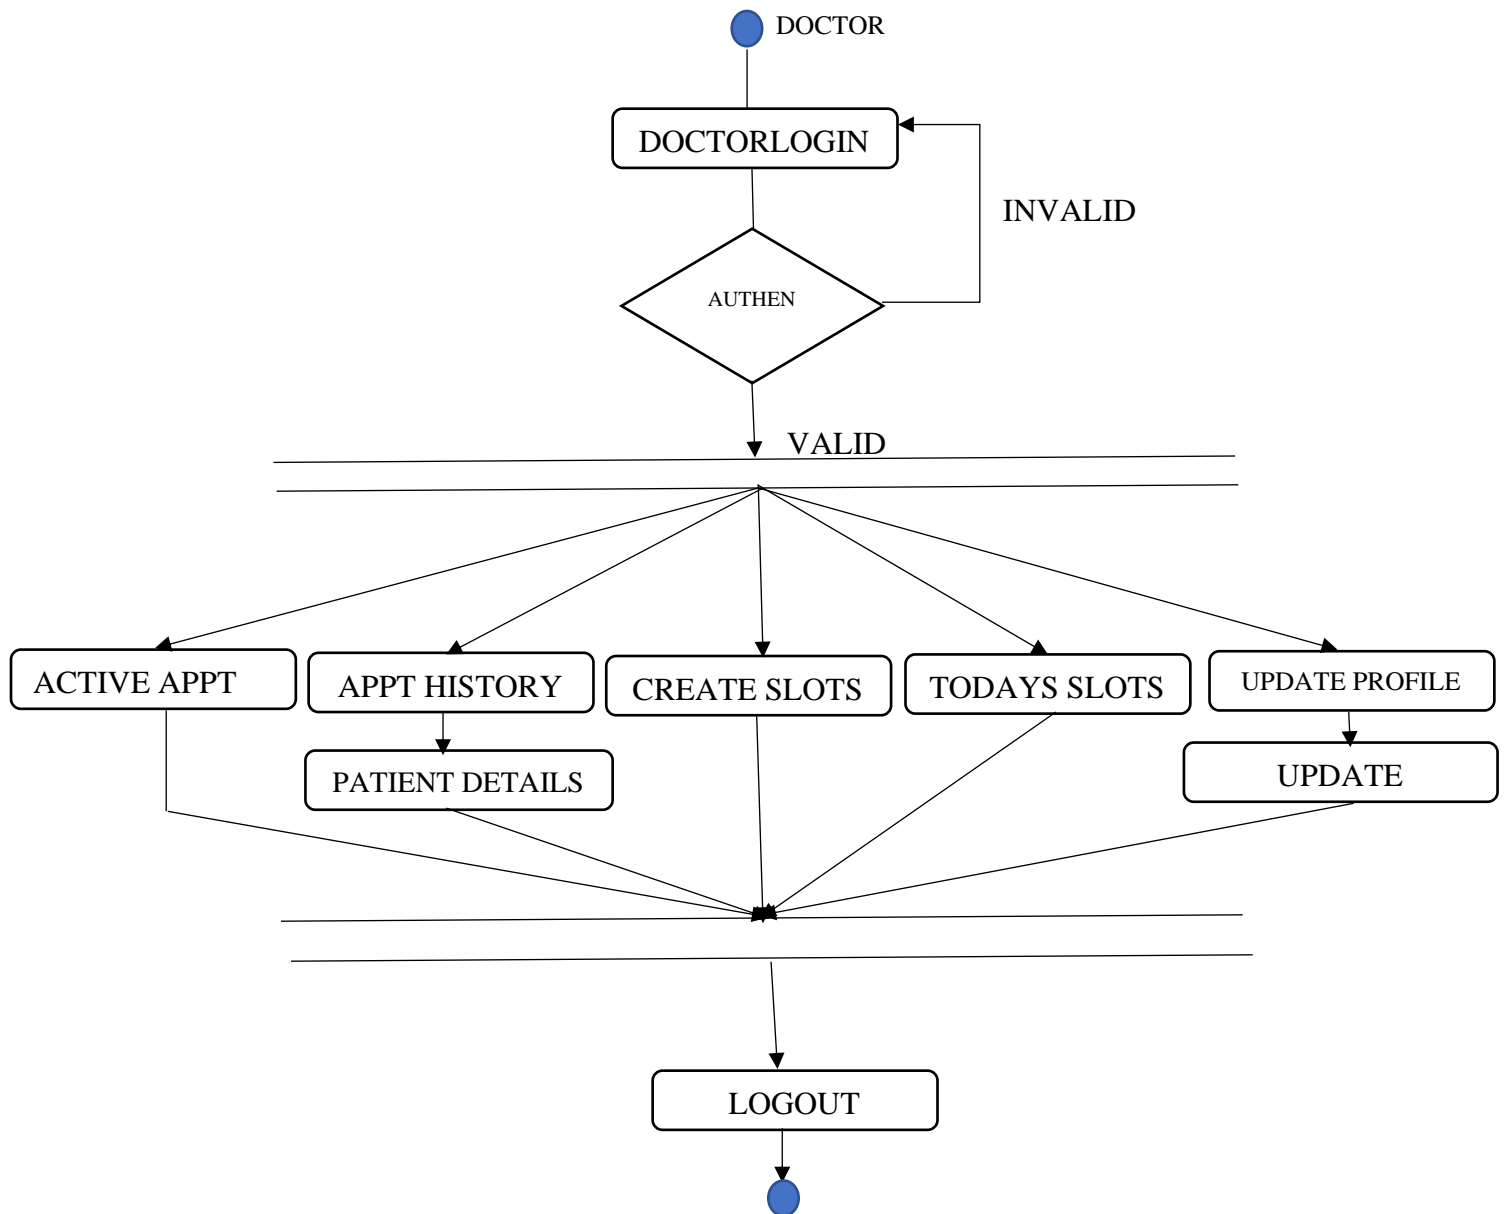 DOCTOR
DOCTORLOGIN
INVALID
AUTHEN
VALID
ACTIVE APPT
APPT HISTORY
CREATE SLOTS
TODAYS SLOTS
UPDATE PROFILE
PATIENT DETAILS
UPDATE
LOGOUT